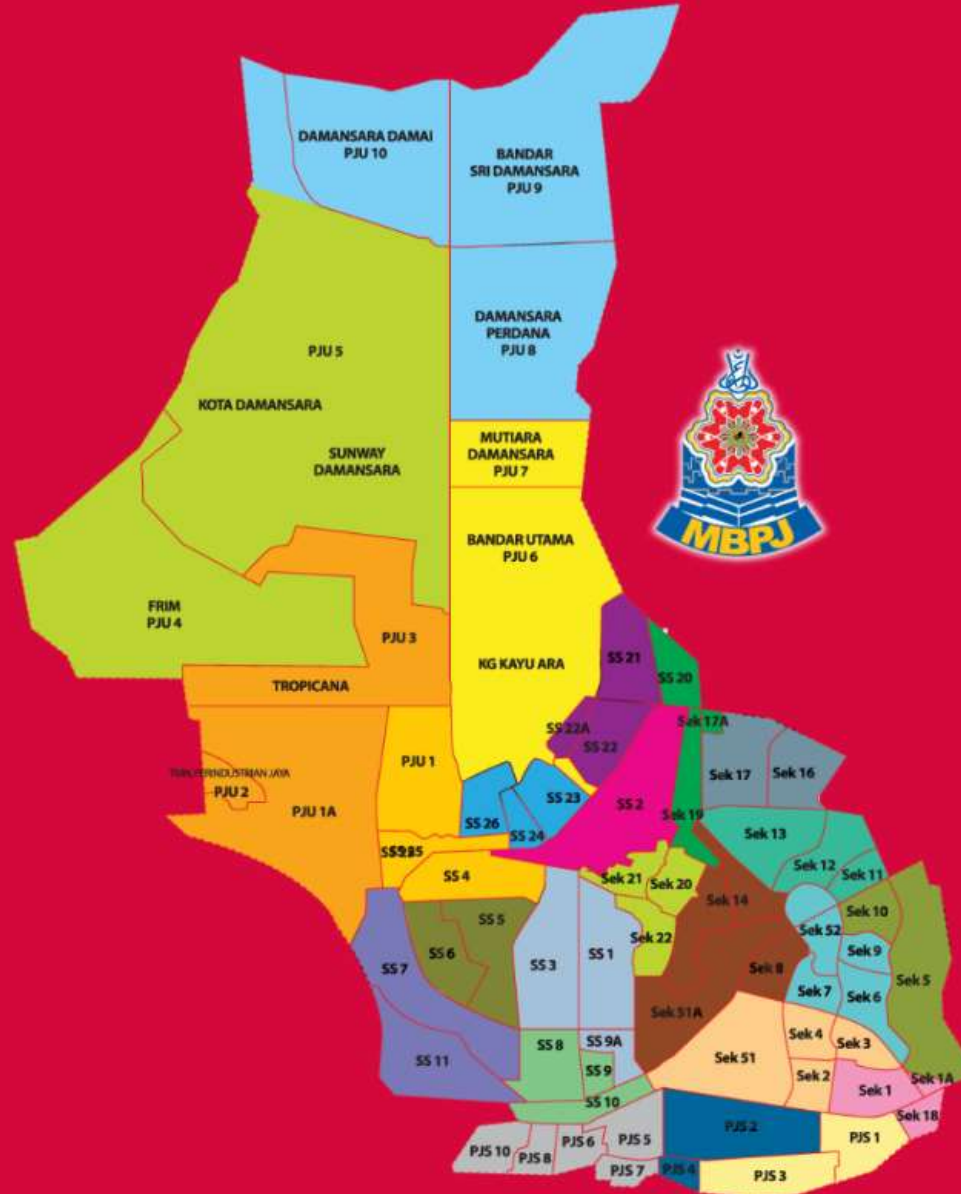 DAMANSARA DAMAI
PJU 10
BANDAR
SRI DAMANSARA
PJU 9
DAMANSARA
PERDANA
PJU 8
PJU 5
KOTA DAMANSARA
SUNWAY
DAMANSARA
MUTIARA
DAMANSARA
PJU 7
MBPJ
BANDAR UTAMA
PJU 6
FRIM
PJU 4
PJU 3
KG KAYU ARA
SS 21
SS 20
TROPICANA
SS 22A
SS 22
Sek 17A
PJU 1
Sek 17
Sek 16
PJU 2
PJU 1A
SS 26
SS 24
SS 23
SS 2
Sek 19
Sek 13
SS 4
Sek 21
Sek 20
Sek 12
Sek 11
Sek 14
Sek 10
SS 5
SS 6
Sek 22
Sek 52
Sek 9
SS 7
SS 3
SS 1
Sek 8
Sek 5
Sek 7
Sek 6
Sek 51A
SS 11
SS 8
SS 9A
SS 9
Sek 51
Sek 4
Sek 3
Sek 2
Sek 1
Sek 1A
SS 10
Sek 18
PJS 10
PJS 8
PJS 6
PJS 5
PJS 2
PJS 1
PJS 7
PJS 4
PJS 3